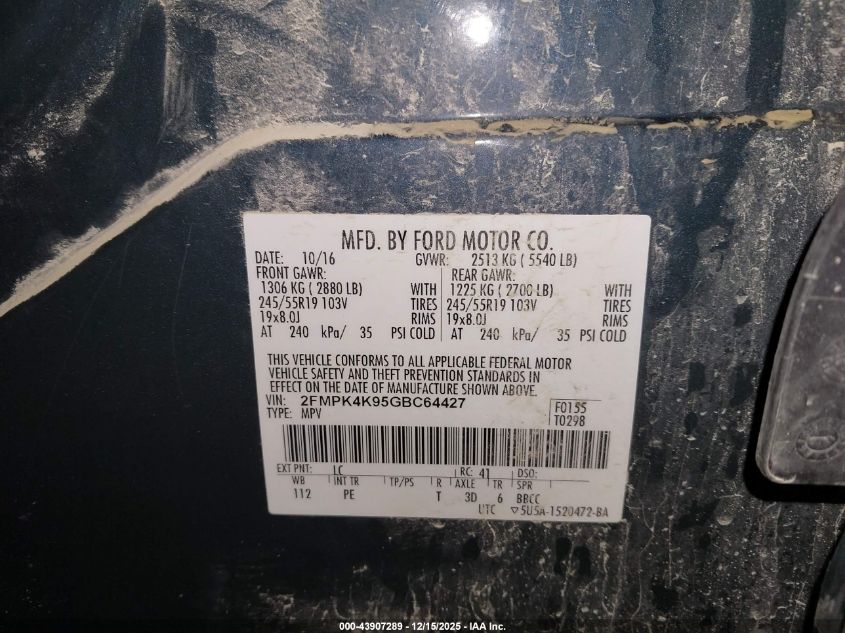 MFD. BY FORD MOTOR CO.
DATE: 10/16 GVWR: 2513 KG ( 5540 LB)
FRONT GAWR: REAR GAWR:
1306 KG ( 2880 LB) WITH 1225 KG ( 2700 LB) WITH
245/55R19 103V TIRES 245/55R19 103V TIRES
19x8.0J RIMS 19x8.0J RIMS
AT 240 kPa/ 35 PSI COLD AT 240 kPa/ 35 PSI COLD
THIS VEHICLE CONFORMS TO ALL APPLICABLE FEDERAL MOTOR
VEHICLE SAFETY AND THEFT PREVENTION STANDARDS IN
EFFECT ON THE DATE OF MANUFACTURE SHOWN ABOVE.
VIN: 2FMPK4K95GBC64427 F0155
TYPE: MPV T0298
EXT PNT: LC RC: 41 DSO:
WB INT TR TP/PS R AXLE TR SPR
112 PE T 3D 6 BBCC
UTC ▽5U5A-1520472-BA
000-43907289 - 12/15/2025 - IAA Inc.